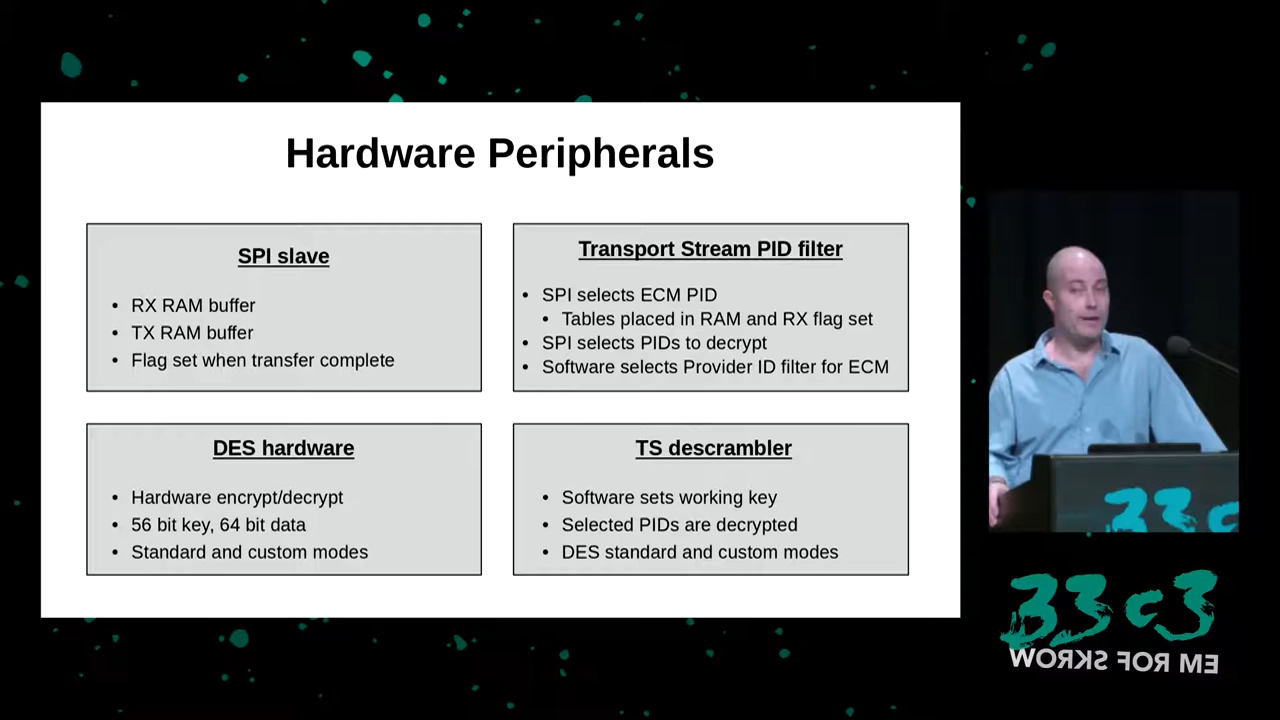 Hardware Peripherals
SPI slave
• RX RAM buffer
• TX RAM buffer
• Flag set when transfer complete
Transport Stream PID filter
• SPI selects ECM PID
• Tables placed in RAM and RX flag set
• SPI selects PIDs to decrypt
• Software selects Provider ID filter for ECM
DES hardware
• Hardware encrypt/decrypt
• 56 bit key, 64 bit data
• Standard and custom modes
TS descrambler
• Software sets working key
• Selected PIDs are decrypted
• DES standard and custom modes
33c
33c3
WORKS FOR ME